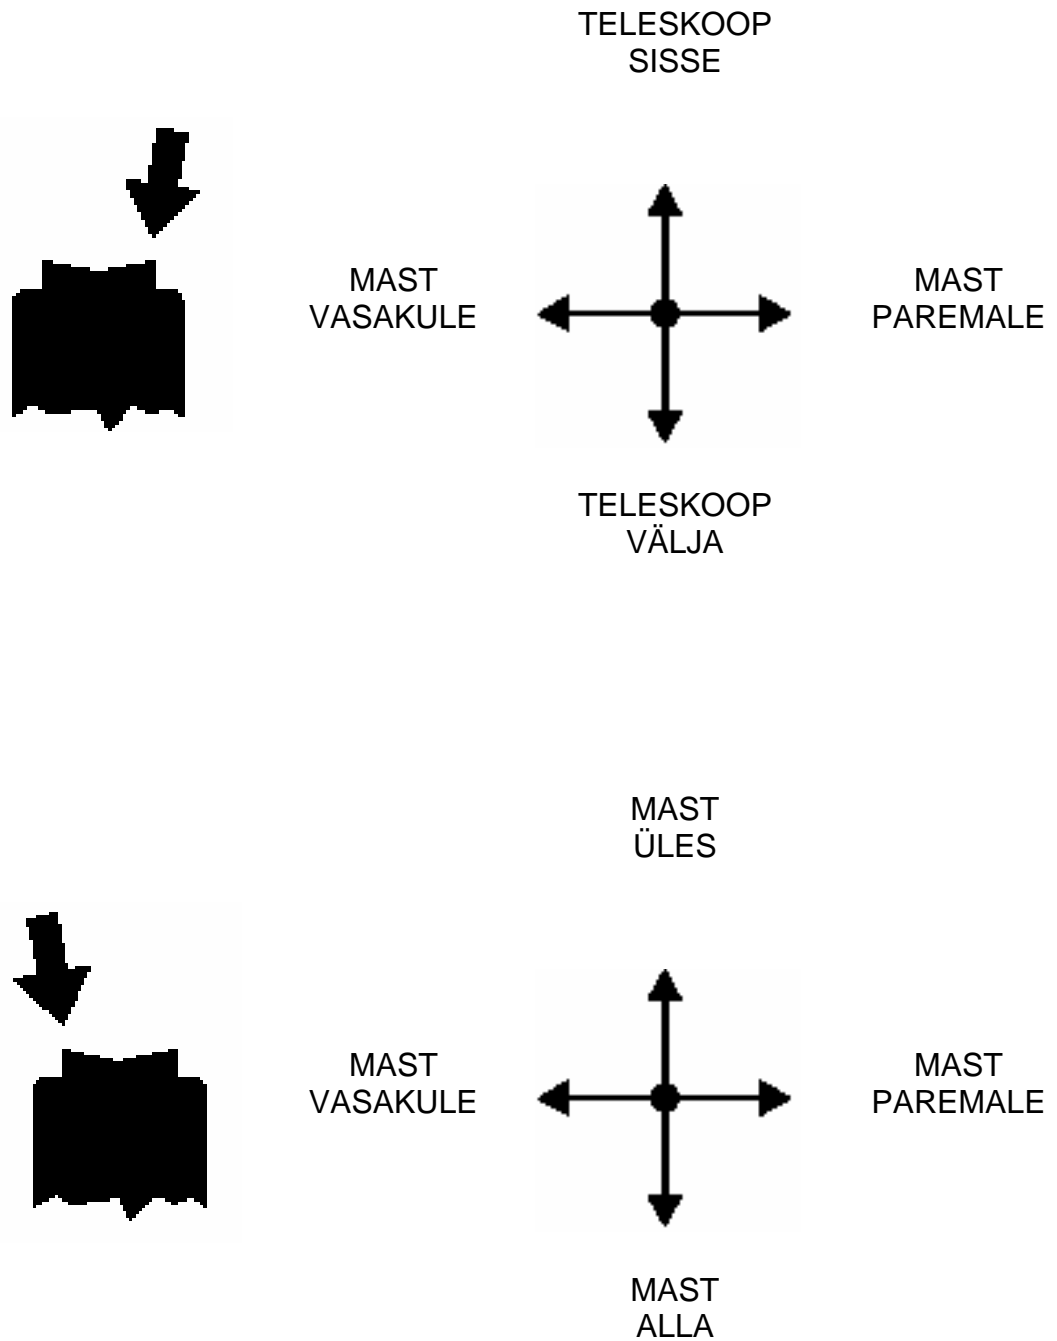 TELESKOOP
SISSE
MAST
VASAKULE
MAST
PAREMALE
TELESKOOP
VÄLJA
MAST
ÜLES
MAST
VASAKULE
MAST
PAREMALE
MAST
ALLA